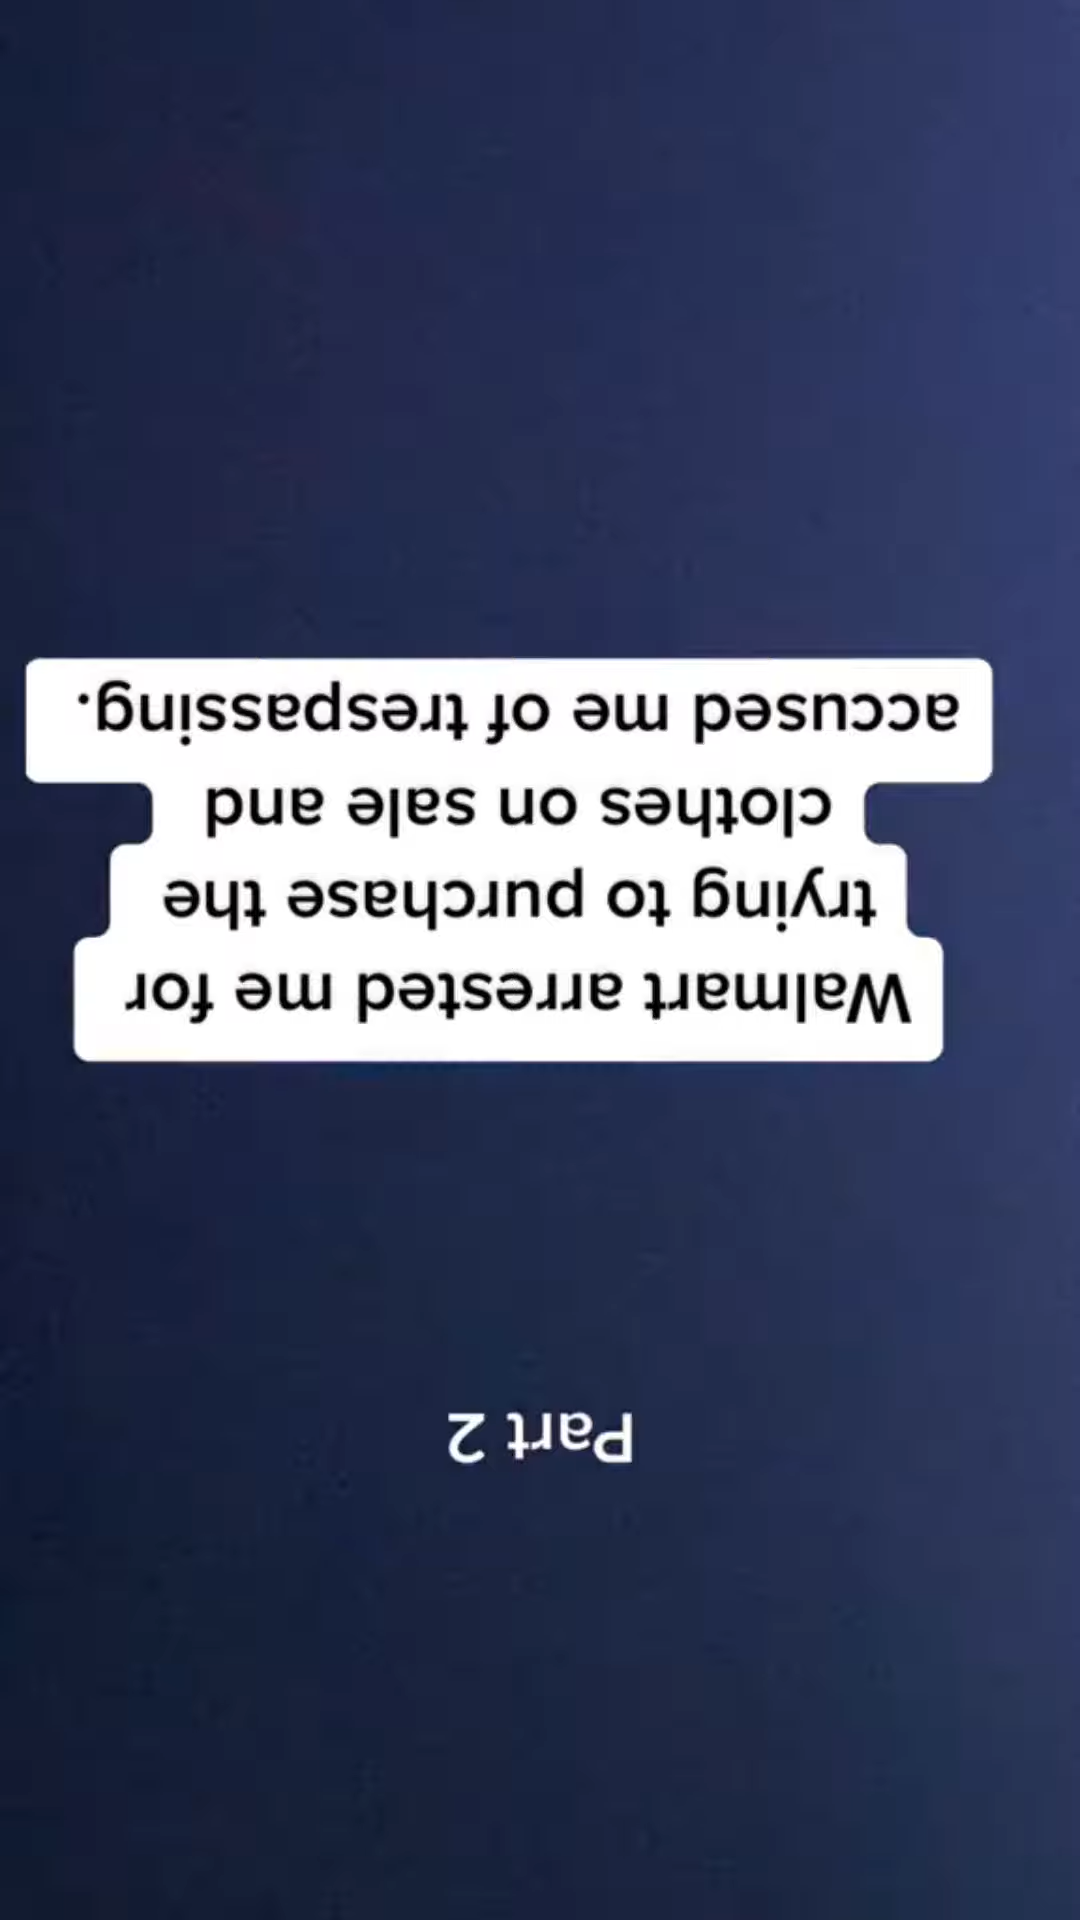 Part 2
Walmart arrested me for
trying to purchase the
clothes on sale and
accused me of trespassing.